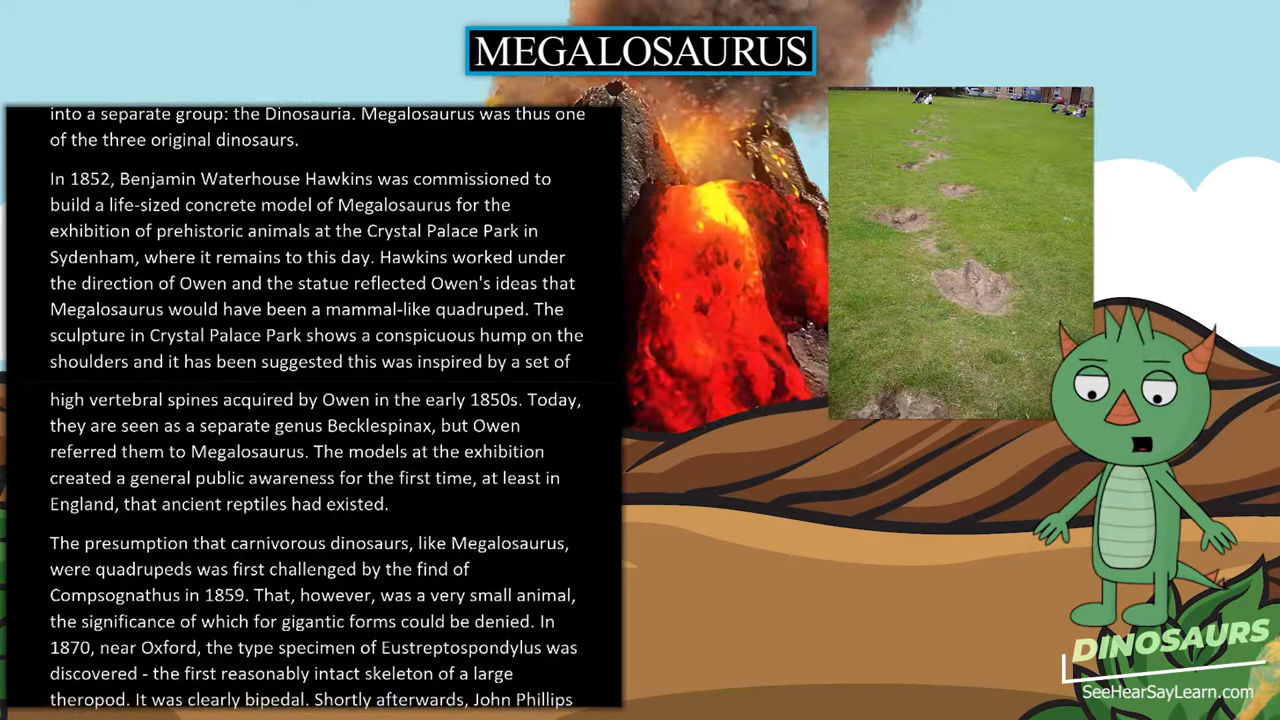 MEGALOSAURUS
into a separate group: the Dinosauria. Megalosaurus was thus one
of the three original dinosaurs.
In 1852, Benjamin Waterhouse Hawkins was commissioned to
build a life-sized concrete model of Megalosaurus for the
exhibition of prehistoric animals at the Crystal Palace Park in
Sydenham, where it remains to this day. Hawkins worked under
the direction of Owen and the statue reflected Owen's ideas that
Megalosaurus would have been a mammal-like quadruped. The
sculpture in Crystal Palace Park shows a conspicuous hump on the
shoulders and it has been suggested this was inspired by a set of
high vertebral spines acquired by Owen in the early 1850s. Today,
they are seen as a separate genus Becklespinax, but Owen
referred them to Megalosaurus. The models at the exhibition
created a general public awareness for the first time, at least in
England, that ancient reptiles had existed.
The presumption that carnivorous dinosaurs, like Megalosaurus,
were quadrupeds was first challenged by the find of
Compsognathus in 1859. That, however, was a very small animal,
the significance of which for gigantic forms could be denied. In
1870, near Oxford, the type specimen of Eustreptospondylus was
discovered - the first reasonably intact skeleton of a large
theropod. It was clearly bipedal. Shortly afterwards, John Phillips
DINOSAURS
SeeHearSayLearn.com